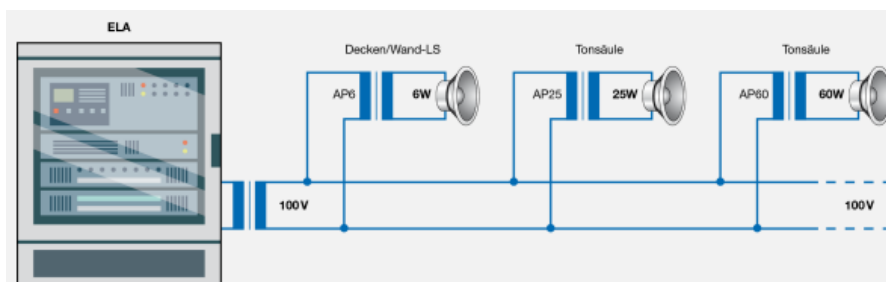 ELA
Decken/Wand-LS
Tonsäule
Tonsäule
AP6
6W
AP25
25W
AP60
60W
100V
100V